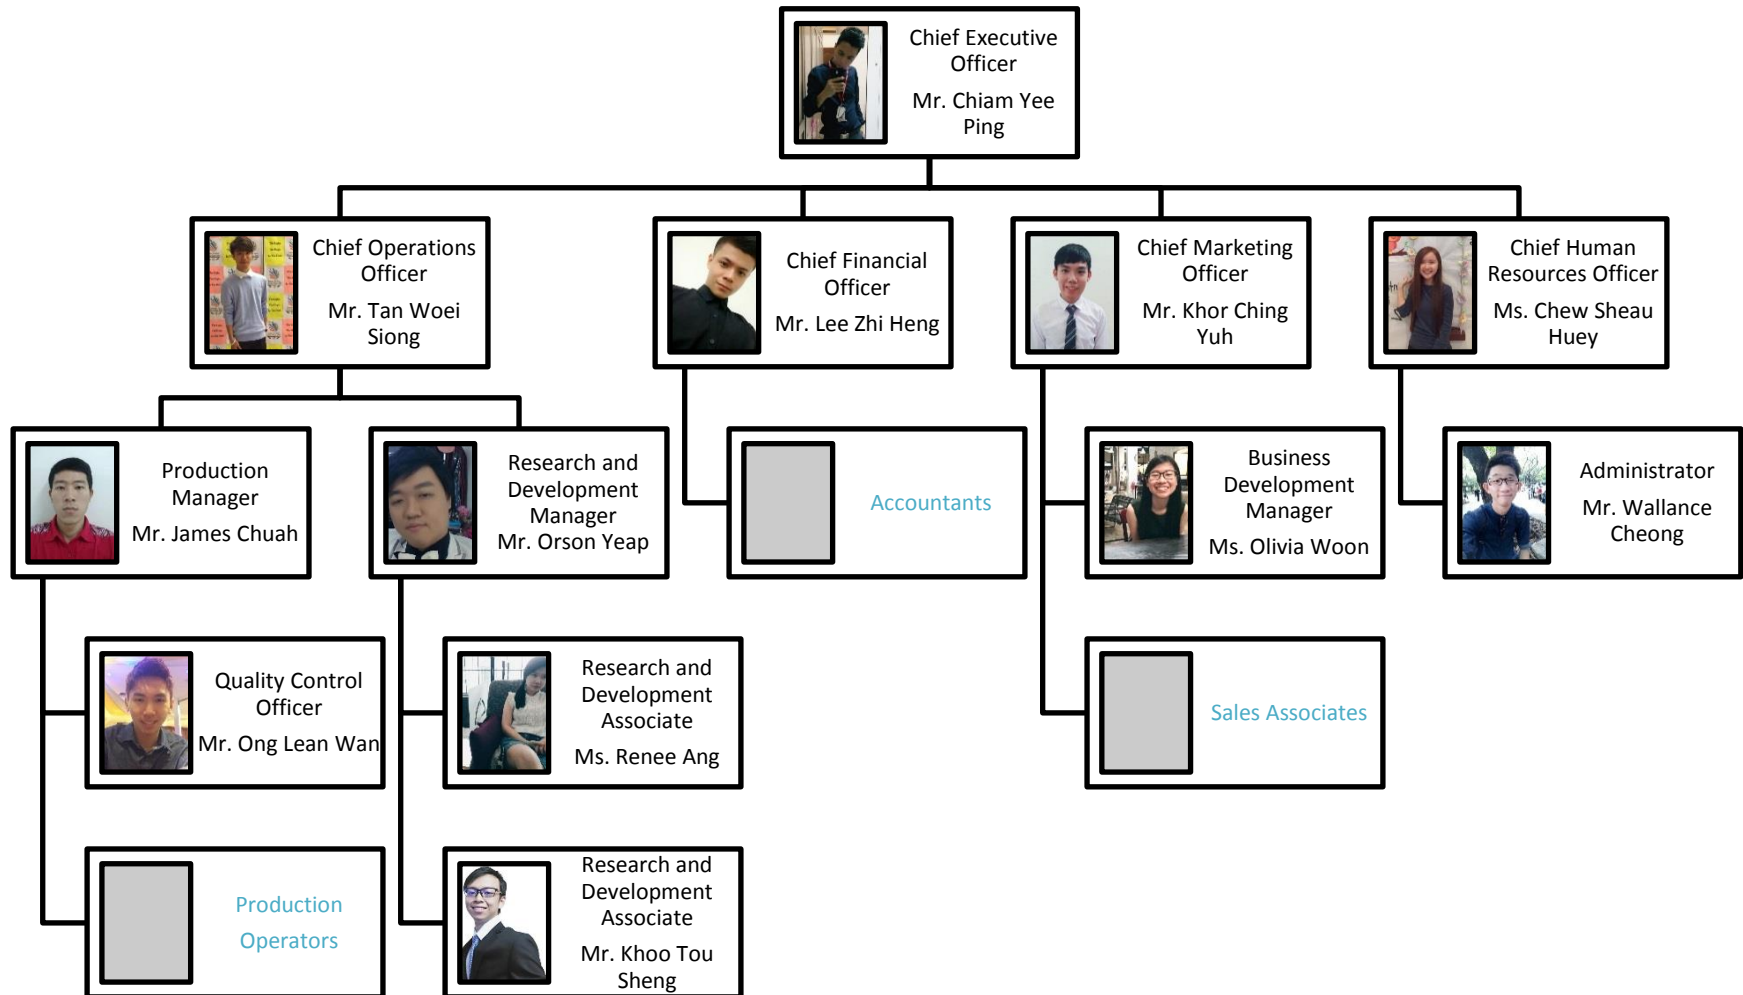 Chief Executive
Officer
Mr. Chiam Yee
Ping
Chief Operations
Officer
Mr. Tan Woei
Siong
Chief Financial
Officer
Mr. Lee Zhi Heng
Chief Marketing
Officer
Mr. Khor Ching
Yuh
Chief Human
Resources Officer
Ms. Chew Sheau
Huey
Production
Manager
Mr. James Chuah
Research and
Development
Manager
Mr. Orson Yeap
Accountants
Business
Development
Manager
Ms. Olivia Woon
Administrator
Mr. Wallance
Cheong
Quality Control
Officer
Mr. Ong Lean Wan
Research and
Development
Associate
Ms. Renee Ang
Sales Associates
Production
Operators
Research and
Development
Associate
Mr. Khoo Tou
Sheng